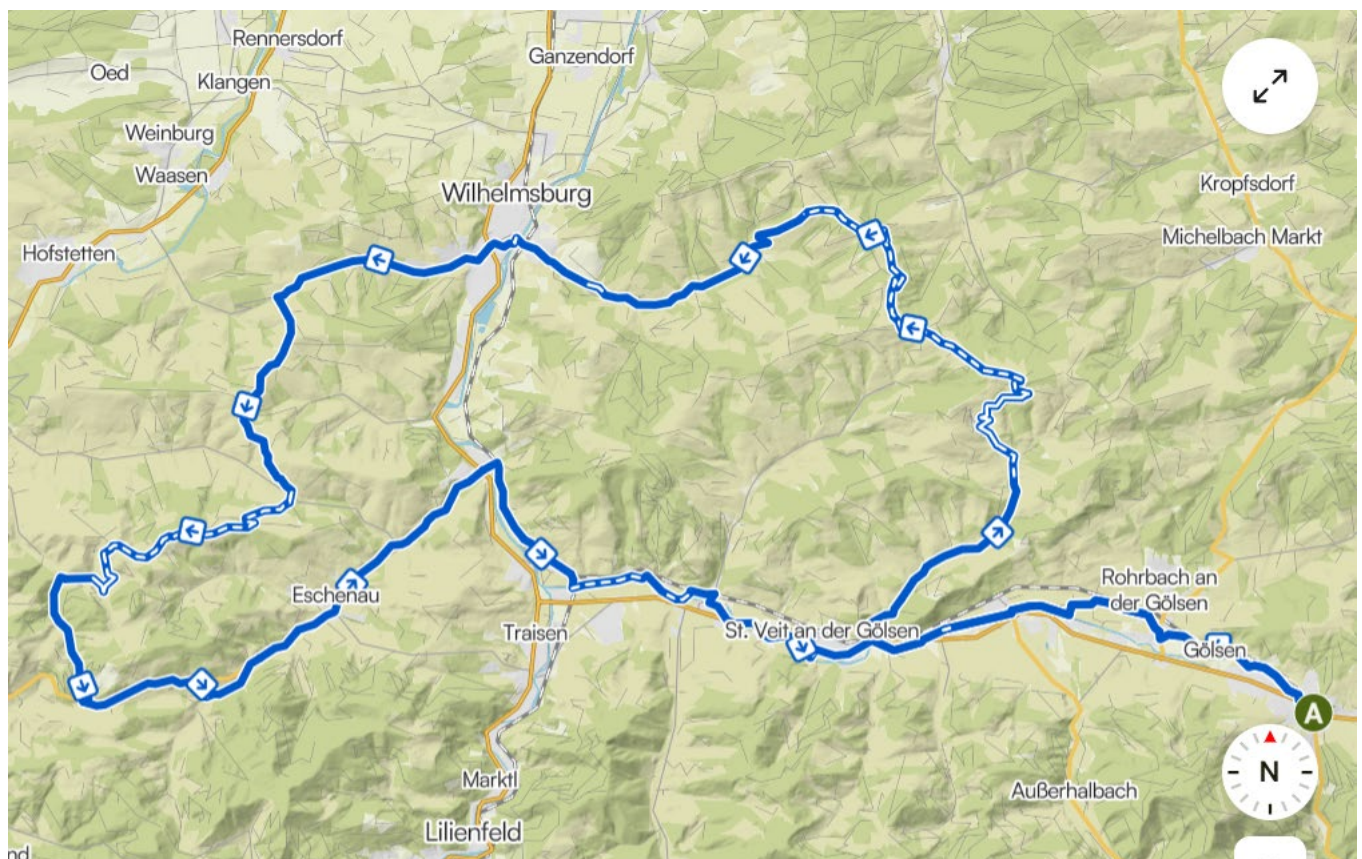 Rennersdorf
Ganzendorf
Oed
Klangen
Weinburg
Waasen
Wilhelmsburg
Kropfsdorf
Hofstetten
Michelbach Markt
Eschenau
Rohrbach an
der Gölsen
Traisen
St. Veit an der Gölsen
Gölsen
A
N
Marktl
Außerhalbach
Lilienfeld
nd